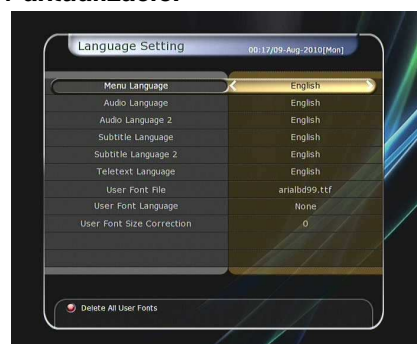 Language Setting 00:17/09-Aug-2010[Mon]
Menu Language English
Audio Language English
Audio Language 2 English
Subtitle Language English
Subtitle Language 2 English
Teletext Language English
User Font File arialbd99.ttf
User Font Language None
User Font Size Correction 0
Delete All User Fonts